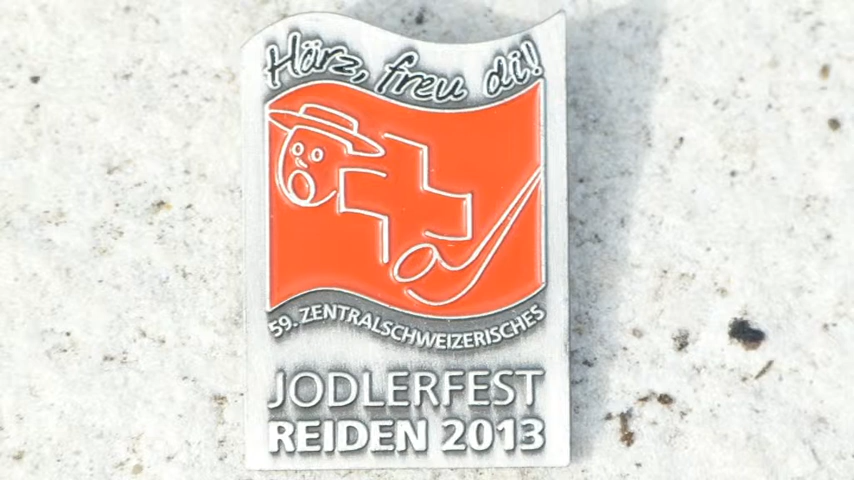 Härz, freu di!
59. ZENTRALSCHWEIZERISCHES
JODLERFEST
REIDEN 2013